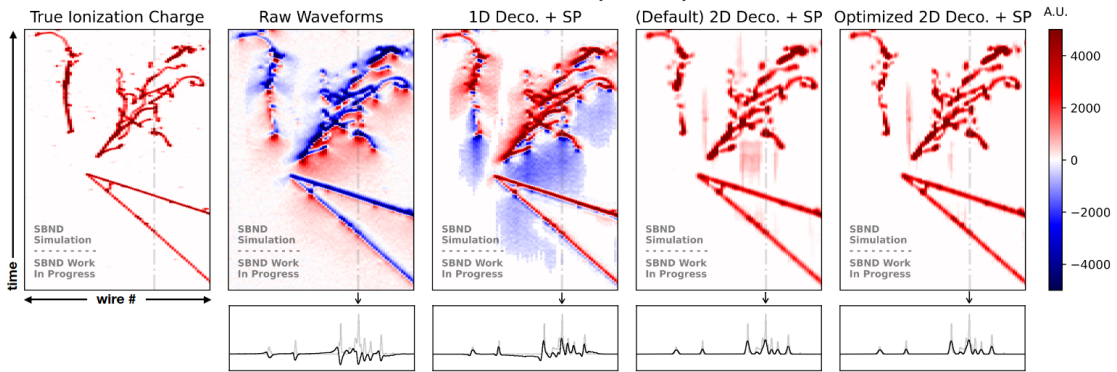 True Ionization Charge
Raw Waveforms
1D Deco. + SP
(Default) 2D Deco. + SP
Optimized 2D Deco. + SP
A.U.
time
SBND
Simulation
SBND Work
In Progress
SBND
Simulation
SBND Work
In Progress
SBND
Simulation
SBND Work
In Progress
SBND
Simulation
SBND Work
In Progress
SBND
Simulation
SBND Work
In Progress
4000
2000
0
−2000
−4000
wire #